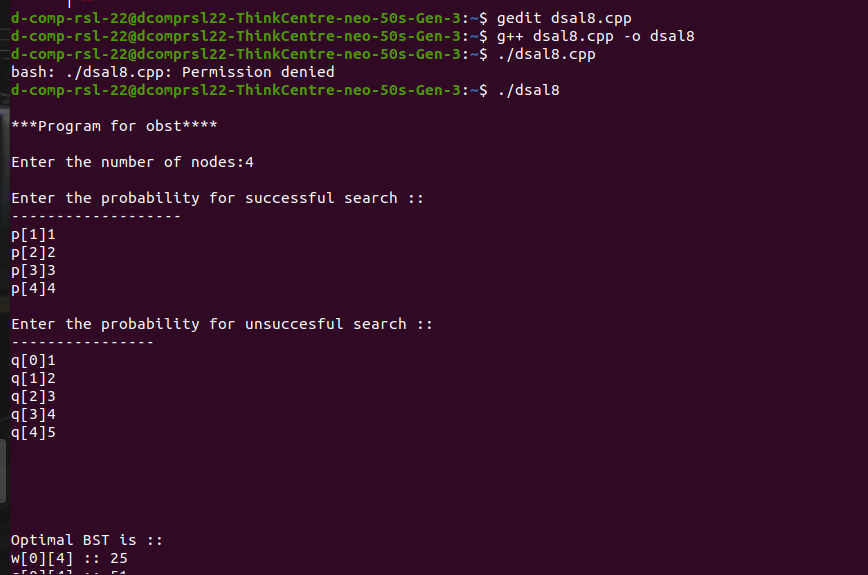 d-comp-rsl-22@dcomprsl22-ThinkCentre-neo-50s-Gen-3:~$ gedit dsal8.cpp
d-comp-rsl-22@dcomprsl22-ThinkCentre-neo-50s-Gen-3:~$ g++ dsal8.cpp -o dsal8
d-comp-rsl-22@dcomprsl22-ThinkCentre-neo-50s-Gen-3:~$ ./dsal8.cpp
bash: ./dsal8.cpp: Permission denied
d-comp-rsl-22@dcomprsl22-ThinkCentre-neo-50s-Gen-3:~$ ./dsal8
***Program for obst****
Enter the number of nodes:4
Enter the probability for successful search ::
-------------------
p[1]1
p[2]2
p[3]3
p[4]4
Enter the probability for unsuccesful search ::
----------------
q[0]1
q[1]2
q[2]3
q[3]4
q[4]5
Optimal BST is ::
w[0][4] :: 25